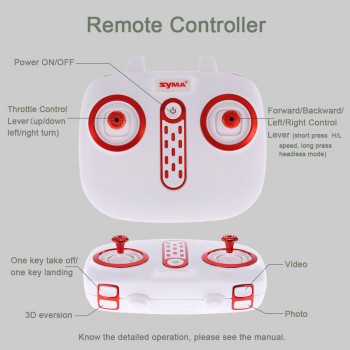 Remote Controller
Power ON/OFF
SYMA
Throttle Control
Lever (up/down
left/right turn)
Forward/Backward/
Left/Right Control
Lever (short press H/L
speed, long press
headless mode)
One key take off/
one key landing
Video
3D eversion
Photo
Know the detailed operation, please see the manual.